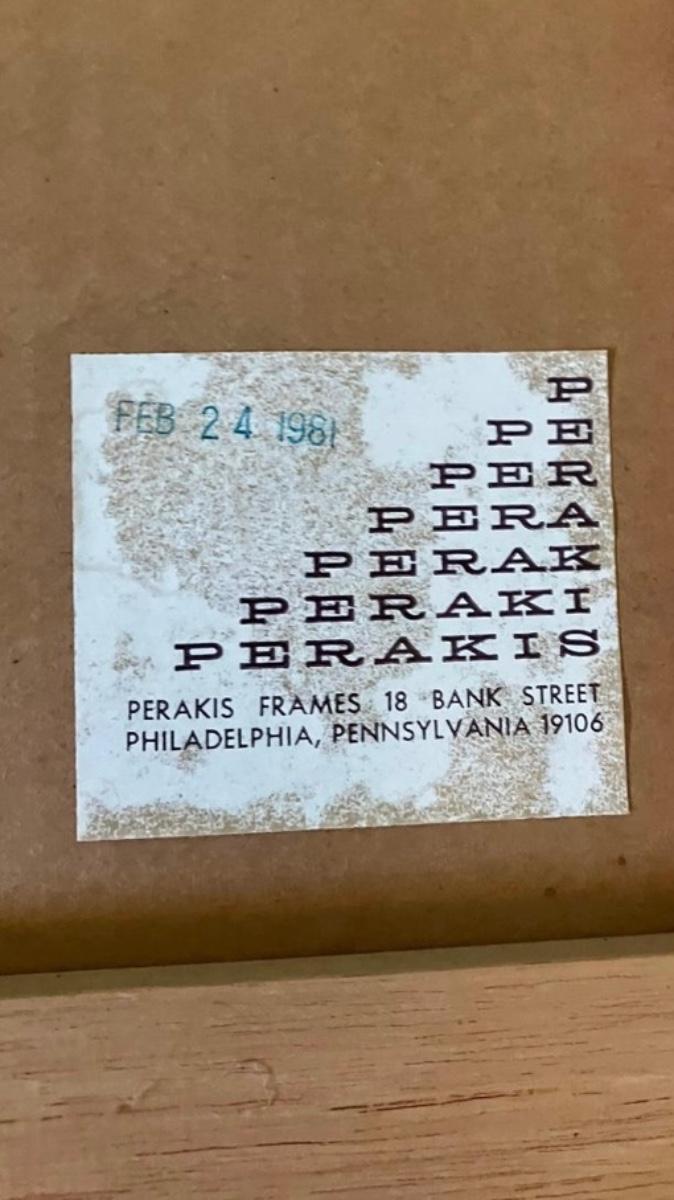 FEB 24 1981
P
PE
PER
PERA
PERAK
PERAKI
PERAKIS
PERAKIS FRAMES 18 BANK STREET
PHILADELPHIA, PENNSYLVANIA 19106